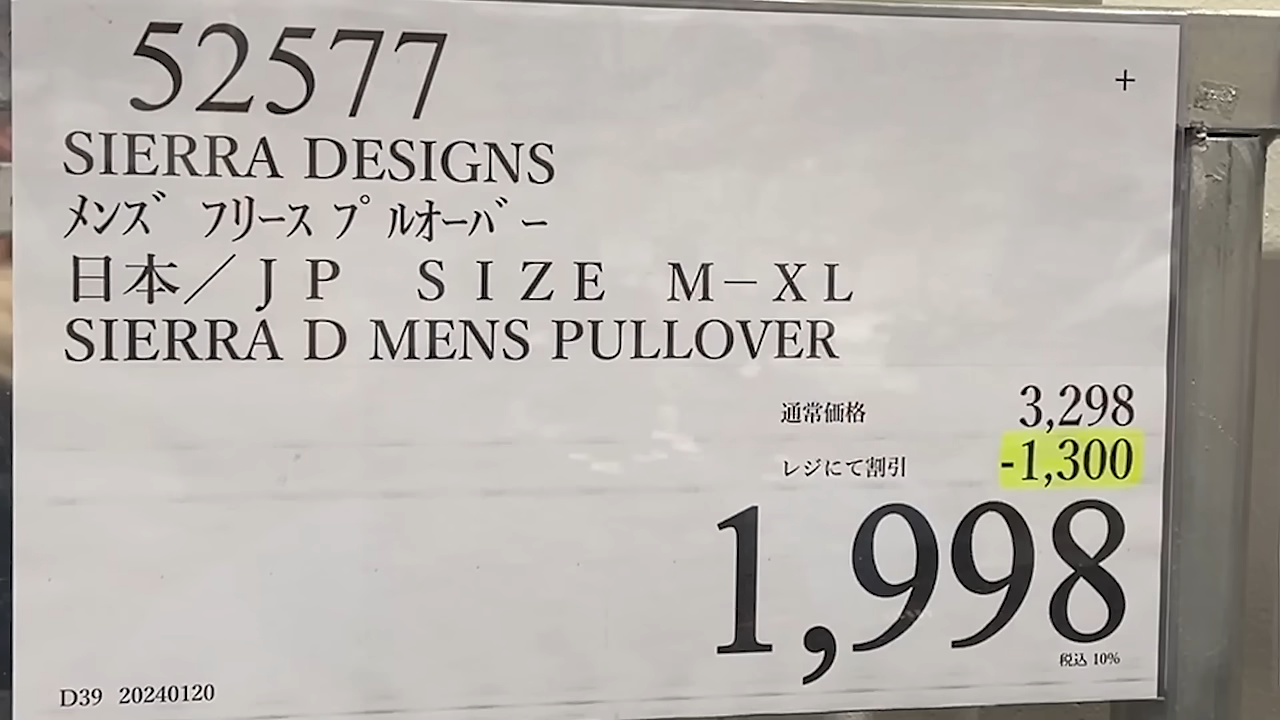 52577
+
SIERRA DESIGNS
メンズ フリース プルオーバー
日本／ＪＰ　ＳＩＺＥ　Ｍ－ＸＬ
SIERRA D MENS PULLOVER
通常価格 3,298
レジにて割引 -1,300
1,998
税込 10%
D39 20240120